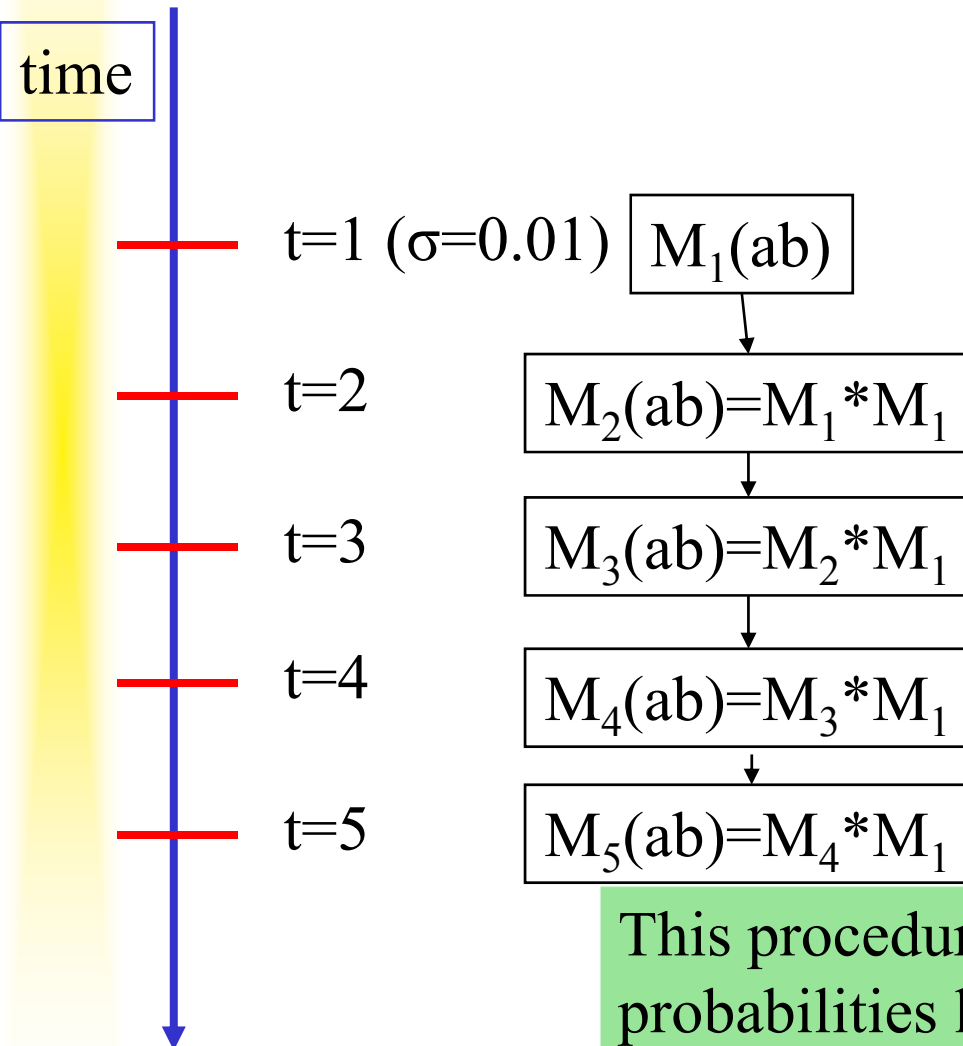 time
t=1 (σ=0.01) M₁(ab)
t=2 M₂(ab)=M₁*M₁
t=3 M₃(ab)=M₂*M₁
t=4 M₄(ab)=M₃*M₁
t=5 M₅(ab)=M₄*M₁
This
probabilities